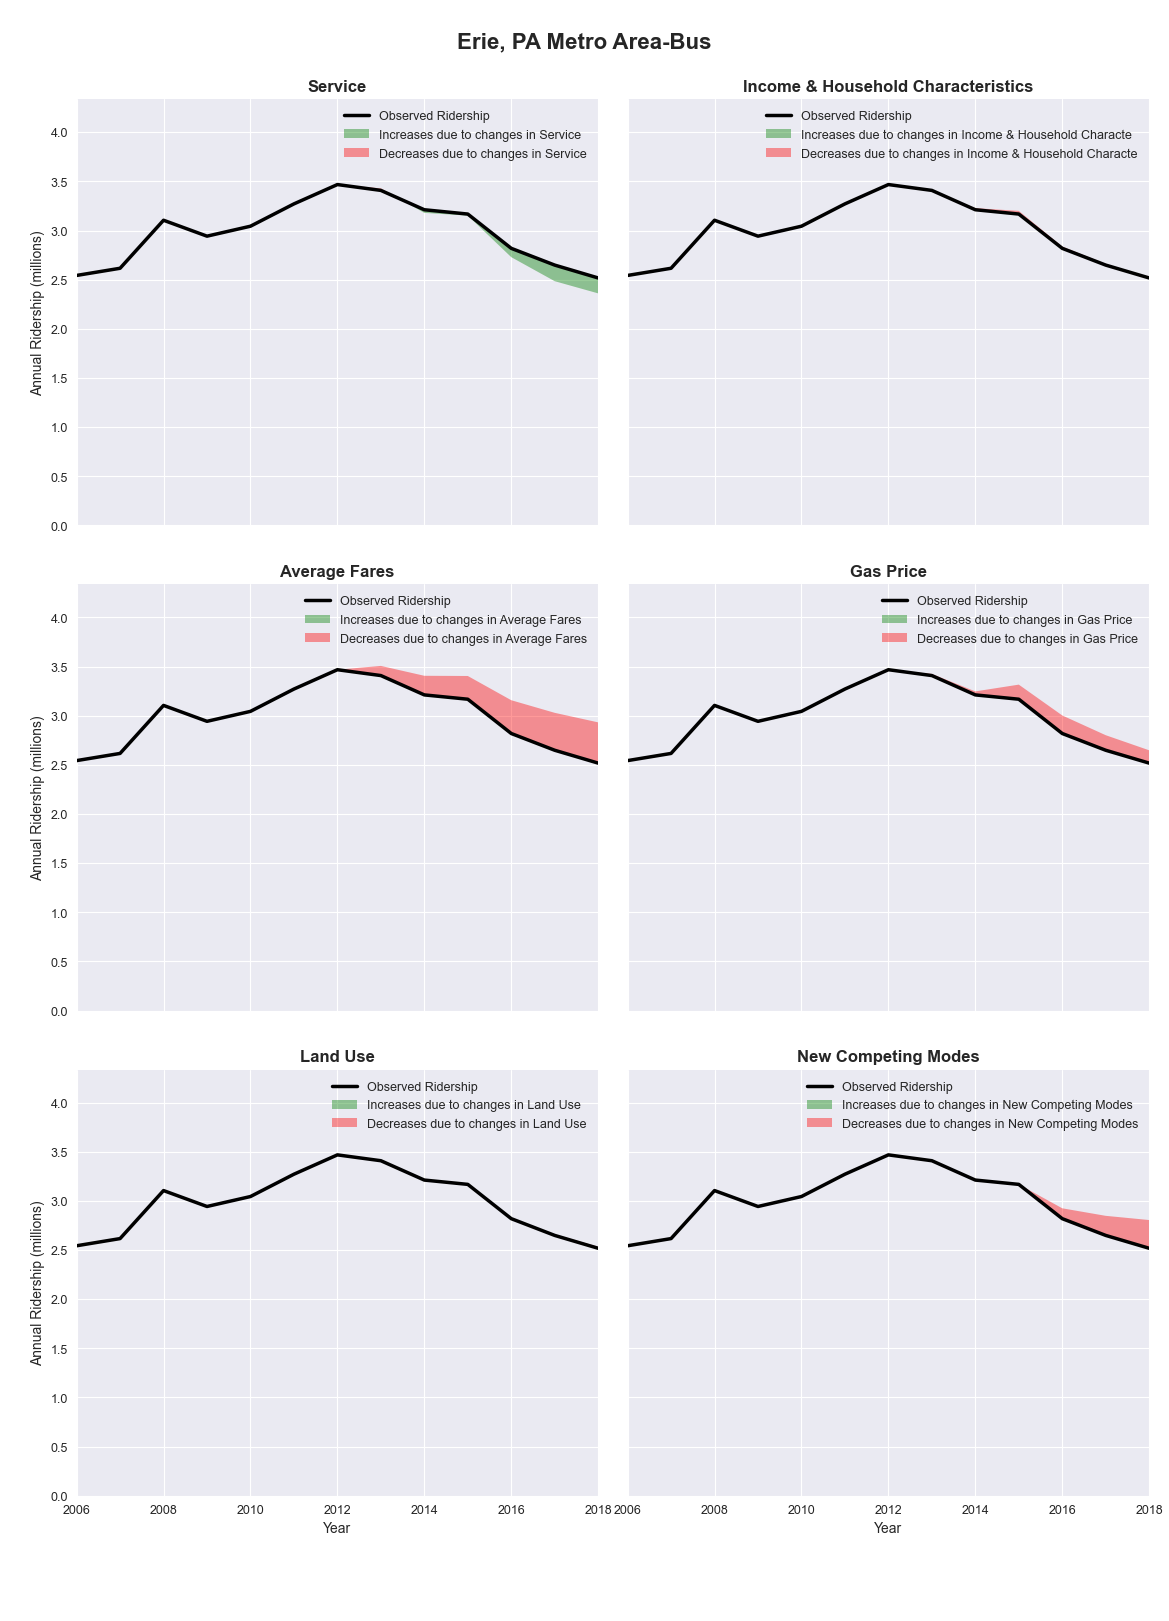 Erie, PA Metro Area-Bus
Service
Observed Ridership
Increases due to changes in Service
Decreases due to changes in Service
4.0
3.5
3.0
2.5
2.0
1.5
1.0
0.5
0.0
Annual Ridership (millions)
Income & Household Characteristics
Observed Ridership
Increases due to changes in Income & Household Characte
Decreases due to changes in Income & Household Characte
Average Fares
Observed Ridership
Increases due to changes in Average Fares
Decreases due to changes in Average Fares
4.0
3.5
3.0
2.5
2.0
1.5
1.0
0.5
0.0
Annual Ridership (millions)
Gas Price
Observed Ridership
Increases due to changes in Gas Price
Decreases due to changes in Gas Price
Land Use
Observed Ridership
Increases due to changes in Land Use
Decreases due to changes in Land Use
4.0
3.5
3.0
2.5
2.0
1.5
1.0
0.5
0.0
Annual Ridership (millions)
2006 2008 2010 2012 2014 2016 2018
Year
New Competing Modes
Observed Ridership
Increases due to changes in New Competing Modes
Decreases due to changes in New Competing Modes
2006 2008 2010 2012 2014 2016 2018
Year